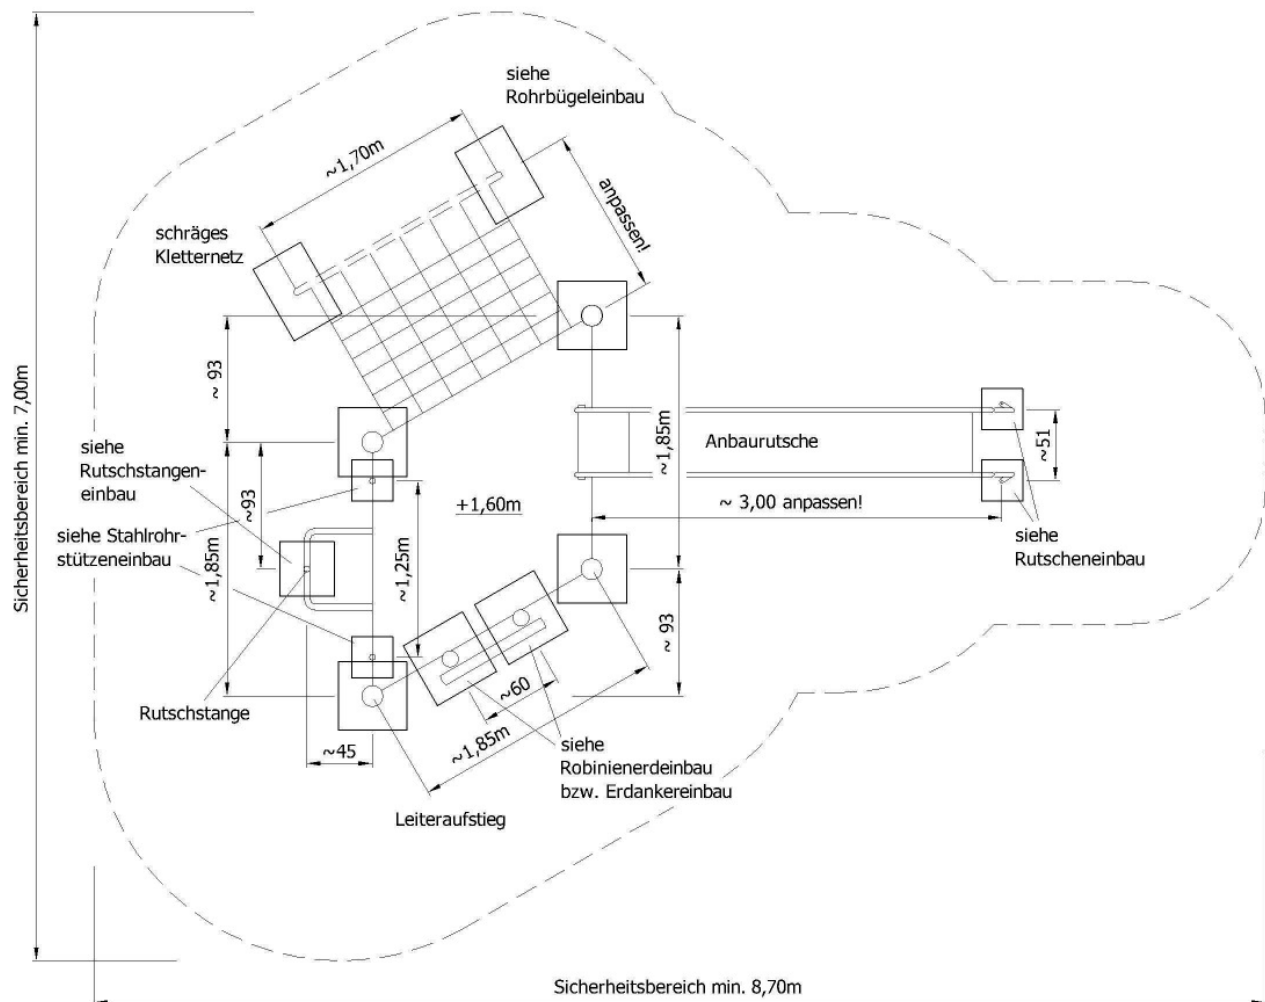 siehe
Rohrbügeleinbau
~1,70m
anpassen!
schräges
Kletternetz
~ 93
Sicherheitsbereich min. 7,00m
siehe
Rutschstangen-
einbau
~93
siehe Stahlrohr-
stützeneinbau
~1,85m
~1,25m
+1,60m
~1,85m
Anbaurutsche
~51
~ 3,00 anpassen!
siehe
Rutscheneinbau
~ 93
Rutschstange
~60
~1,85m
~45
siehe
Robinienerdeinbau
bzw. Erdankereinbau
Leiteraufstieg
Sicherheitsbereich min. 8,70m